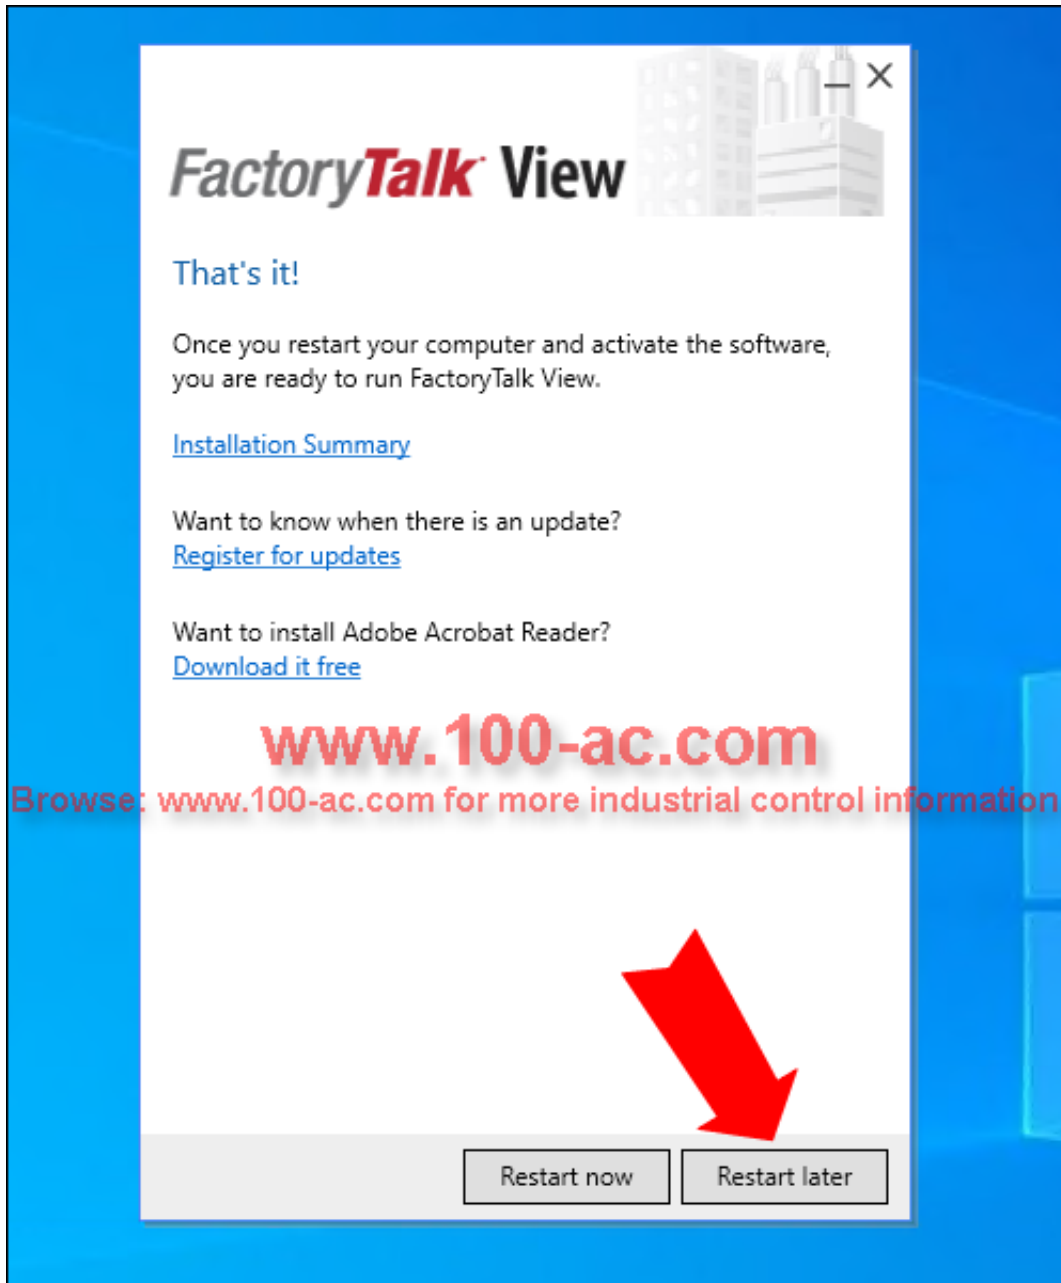 FactoryTalk View
That's it!
Once you restart your computer and activate the software,
you are ready to run FactoryTalk View.
Installation Summary
Want to know when there is an update?
Register for updates
Want to install Adobe Acrobat Reader?
Download it free
www.100-ac.com
Browse: www.100-ac.com for more industrial control information
Restart now
Restart later